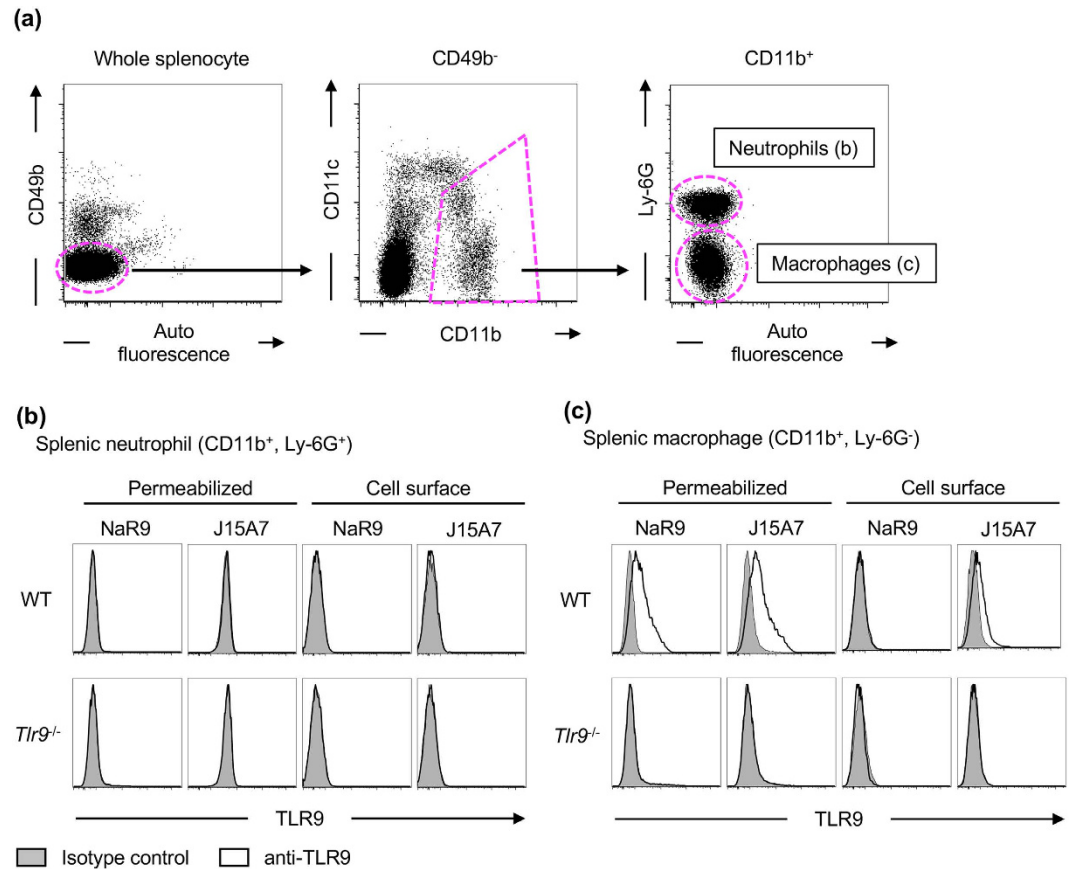 (a)
Whole splenocyte
CD49b
Auto
fluorescence
CD49b⁻
CD11c
CD11b
CD11b⁺
Ly-6G
Neutrophils (b)
Macrophages (c)
Auto
fluorescence
(b)
Splenic neutrophil (CD11b⁺, Ly-6G⁺)
Permeabilized Cell surface
NaR9 J15A7 NaR9 J15A7
WT
Tlr9⁻/⁻
TLR9
Isotype control anti-TLR9
(c)
Splenic macrophage (CD11b⁺, Ly-6G⁻)
Permeabilized Cell surface
NaR9 J15A7 NaR9 J15A7
WT
Tlr9⁻/⁻
TLR9